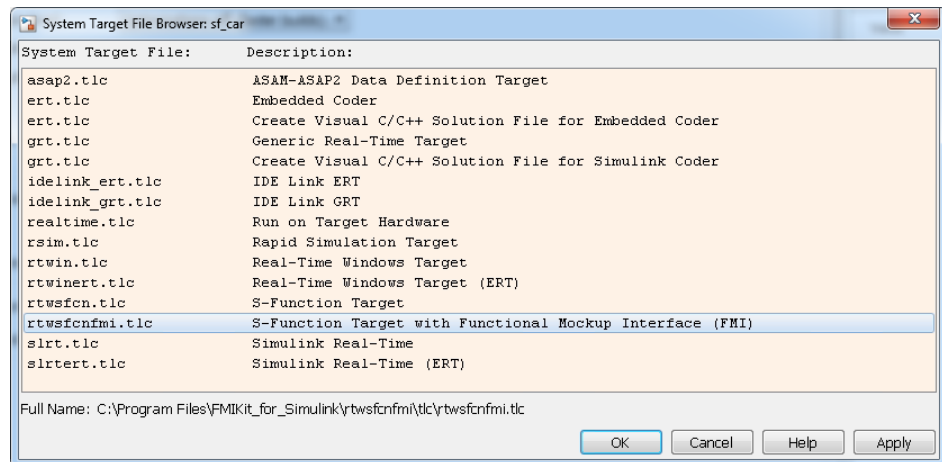 System Target File Browser: sf_car
System Target File: Description:
asap2.tlc ASAM-ASAP2 Data Definition Target
ert.tlc Embedded Coder
ert.tlc Create Visual C/C++ Solution File for Embedded Coder
grt.tlc Generic Real-Time Target
grt.tlc Create Visual C/C++ Solution File for Simulink Coder
idelink_ert.tlc IDE Link ERT
idelink_grt.tlc IDE Link GRT
realtime.tlc Run on Target Hardware
rsim.tlc Rapid Simulation Target
rtwin.tlc Real-Time Windows Target
rtwinert.tlc Real-Time Windows Target (ERT)
rtwsfcn.tlc S-Function Target
rtwsfcnfmi.tlc S-Function Target with Functional Mockup Interface (FMI)
slrt.tlc Simulink Real-Time
slrtert.tlc Simulink Real-Time (ERT)
Full Name: C:\Program Files\FMIKit_for_Simulink\rtwsfcnfmi\tlc\rtwsfcnfmi.tlc
OK Cancel Help Apply